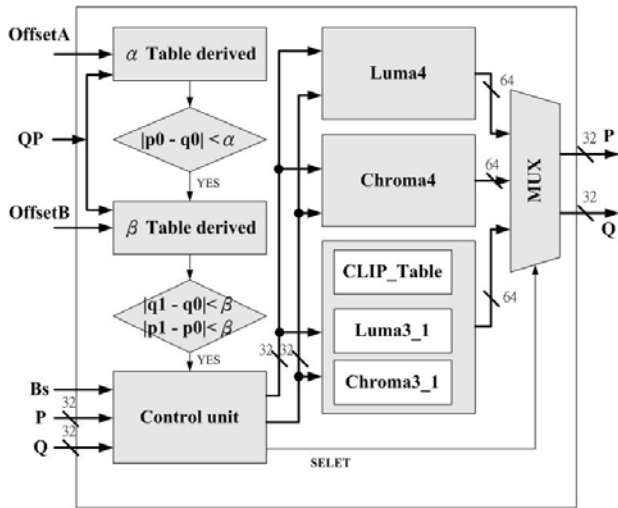 OffsetA
α Table derived
QP
|p0 - q0| < α
YES
OffsetB
β Table derived
|q1 - q0| < β
|p1 - p0| < β
YES
Bs
P
32
Q
32
Control unit
32
32
SELET
Luma4
64
Chroma4
64
CLIP_Table
Luma3_1
Chroma3_1
64
MUX
32
P
32
Q